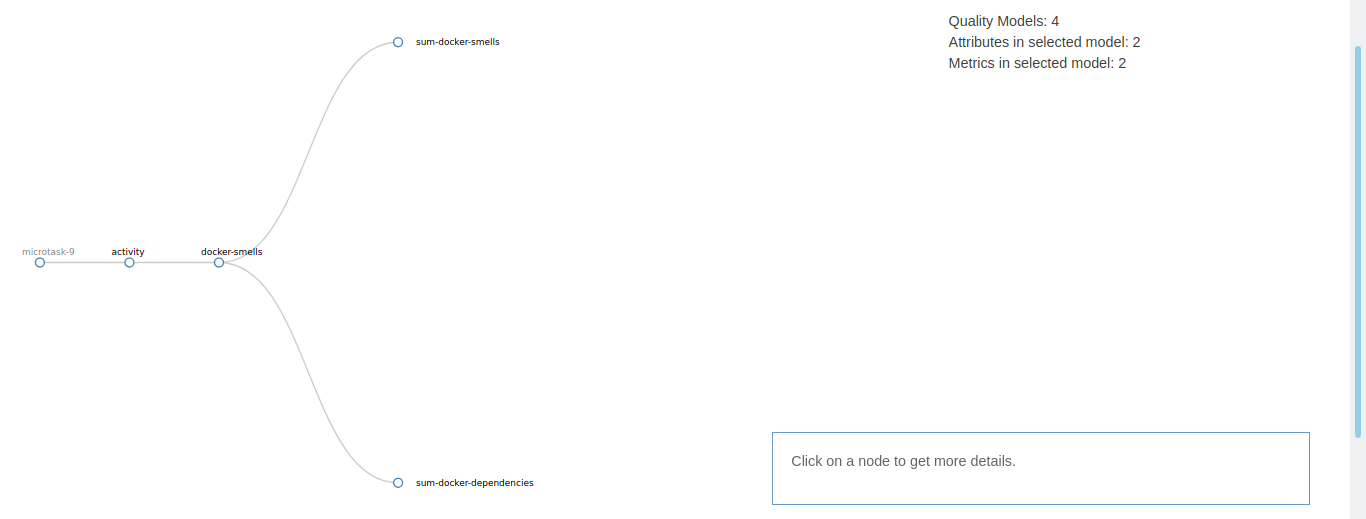 sum-docker-smells
Quality Models: 4
Attributes in selected model: 2
Metrics in selected model: 2
microtask-9
activity
docker-smells
sum-docker-dependencies
Click on a node to get more details.